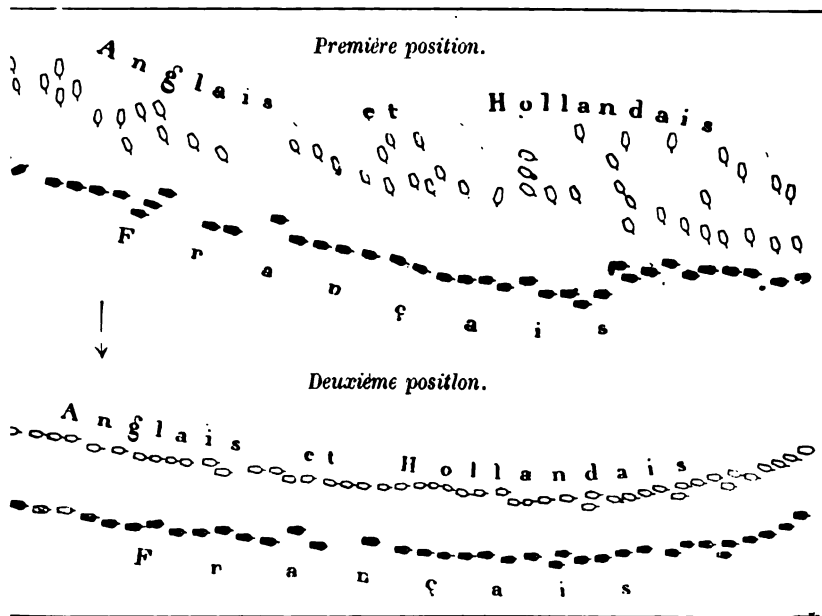 Première position.
Anglais et Hollandais
Français
Deuxième position.
Anglais et Hollandais
Français